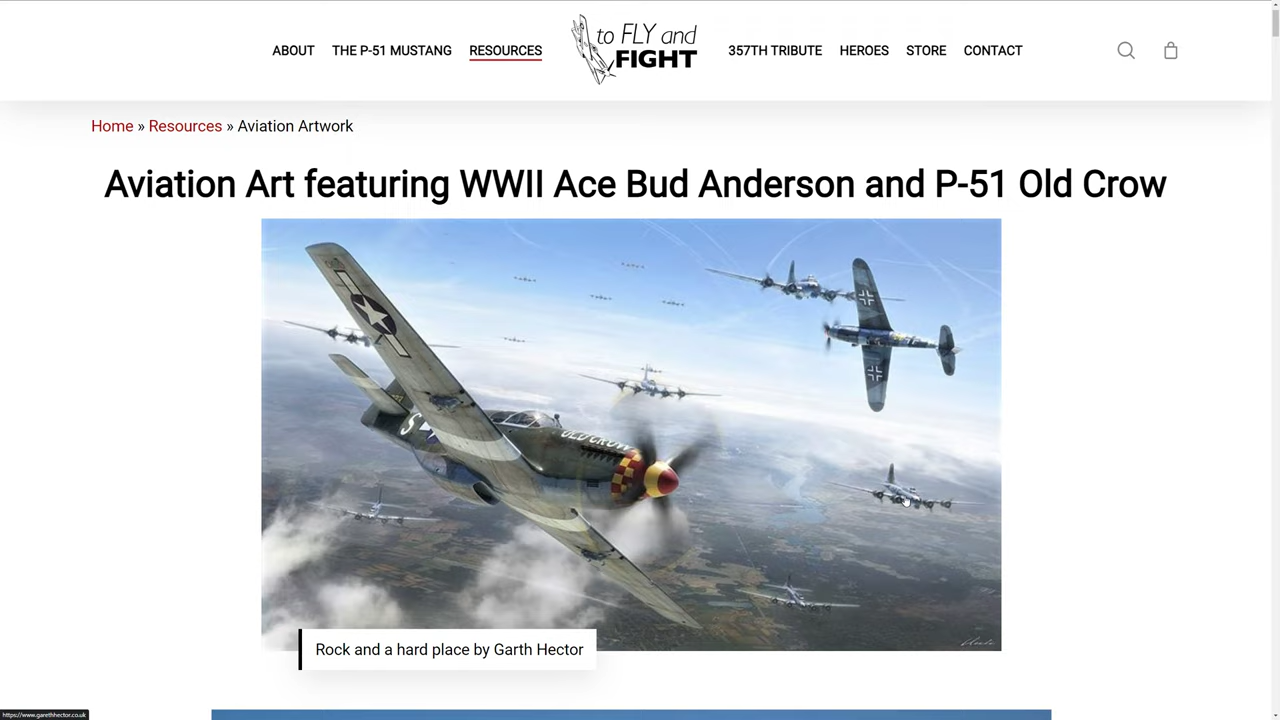 ABOUT THE P-51 MUSTANG RESOURCES to FLY and FIGHT 357TH TRIBUTE HEROES STORE CONTACT
Home » Resources » Aviation Artwork
Aviation Art featuring WWII Ace Bud Anderson and P-51 Old Crow
OLD CROW
S
Rock and a hard place by Garth Hector
https://www.garethhector.co.uk